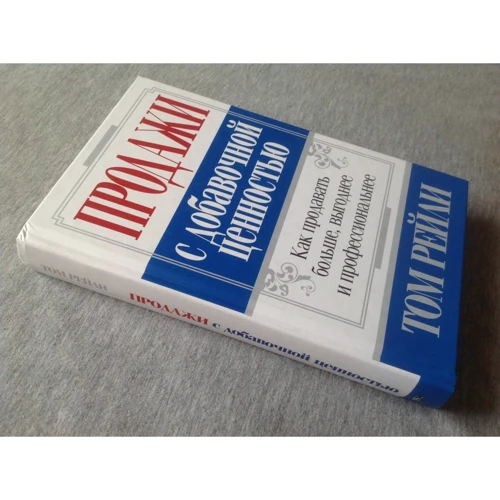 ПРОДАЖИ
с добавочной
ценностью
Как продавать
больше, выгоднее
и профессиональнее
ТОМ РЕЙЛИ
ТОМ РЕЙЛИ
ПРОДАЖИ с добавочной ценностью